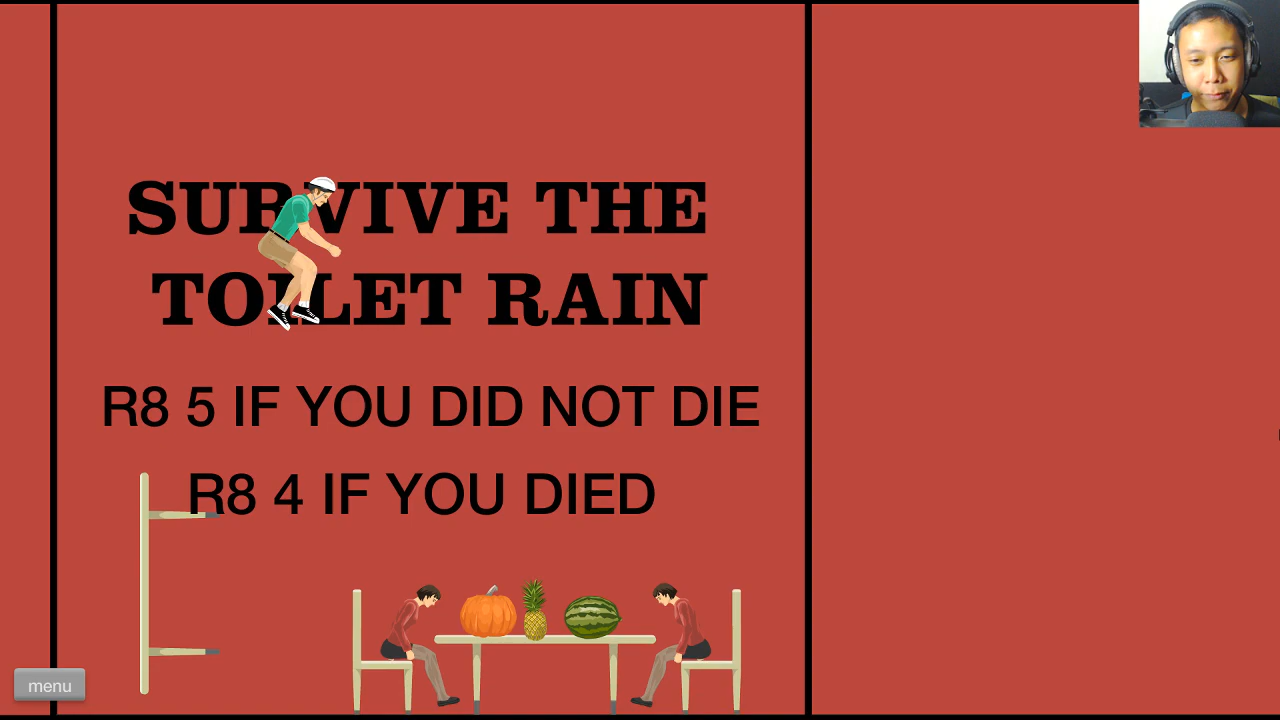 SURVIVE THE
TOILET RAIN
R8 5 IF YOU DID NOT DIE
R8 4 IF YOU DIED
menu